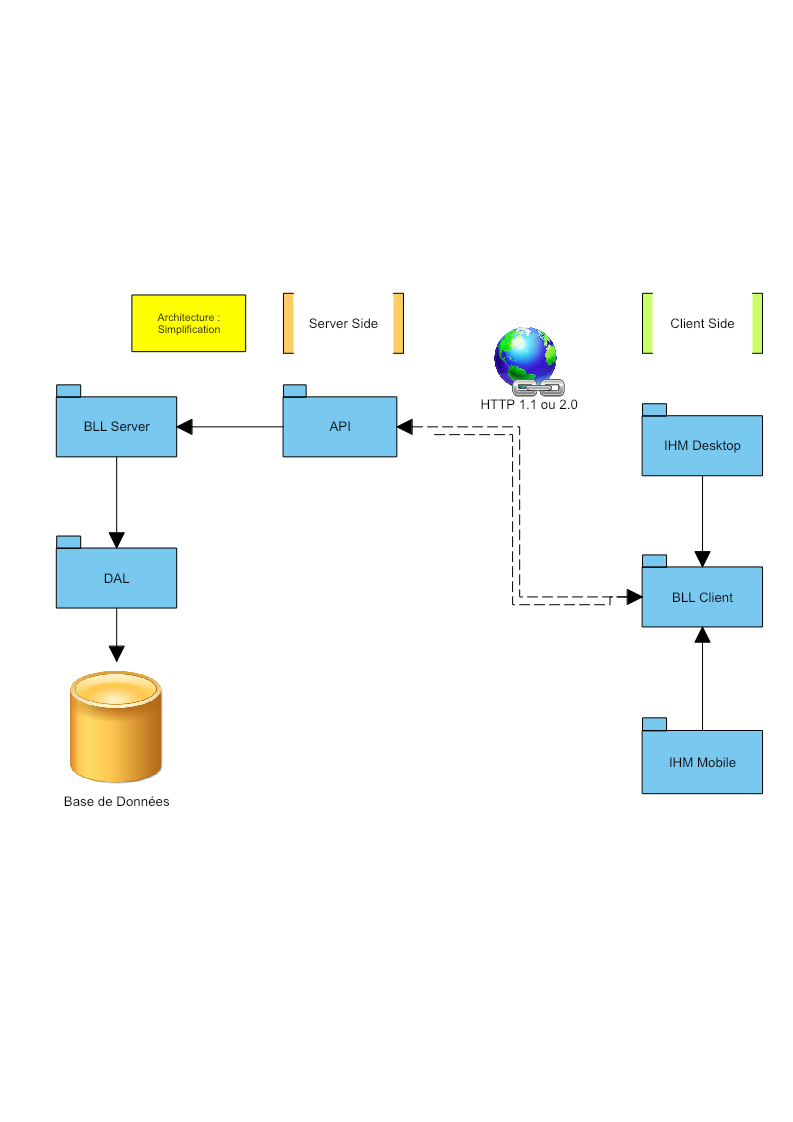 Architecture :
Simplification
Server Side
Client Side
HTTP 1.1 ou 2.0
BLL Server
API
IHM Desktop
DAL
BLL Client
IHM Mobile
Base de Données